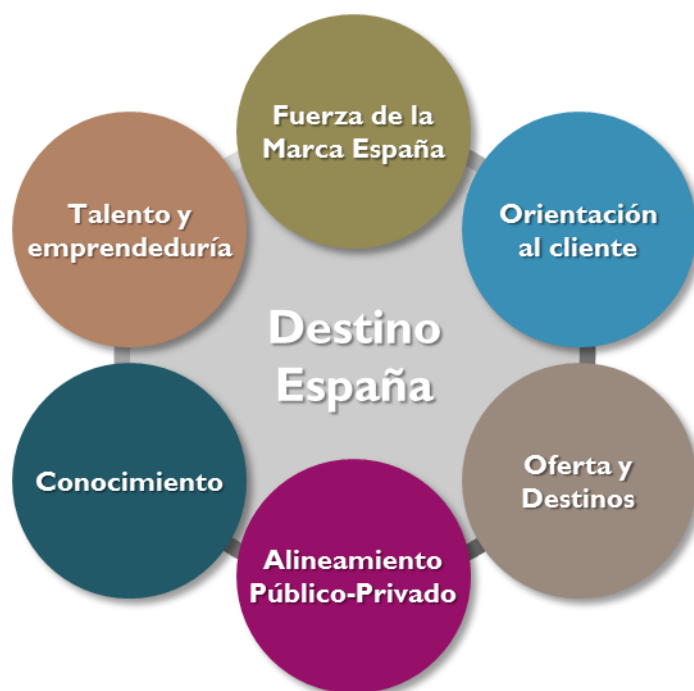 Fuerza de la
Marca España
Orientación
al cliente
Oferta y
Destinos
Alineamiento
Público-Privado
Conocimiento
Talento y
emprendeduría
Destino
España